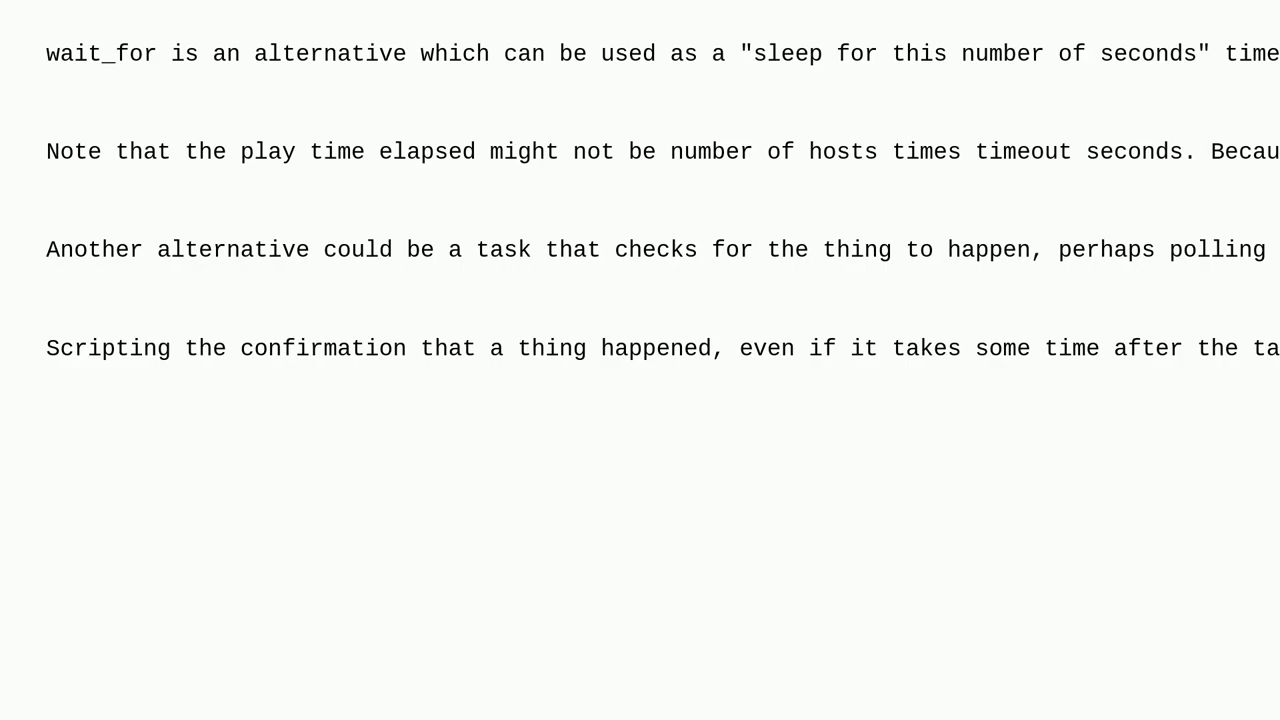 wait_for is an alternative which can be used as a "sleep for this number of seconds" time
Note that the play time elapsed might not be number of hosts times timeout seconds. Becau
Another alternative could be a task that checks for the thing to happen, perhaps polling
Scripting the confirmation that a thing happened, even if it takes some time after the ta